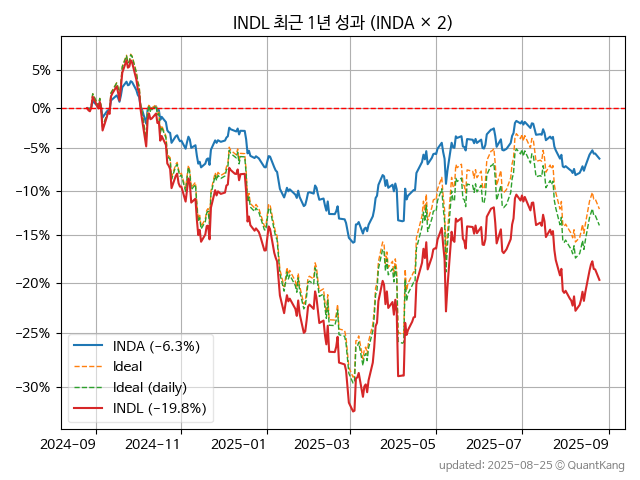 INDL 최근 1년 성과 (INDA × 2)
5%
0%
−5%
−10%
−15%
−20%
−25%
−30%
INDA (−6.3%)
Ideal
Ideal (daily)
INDL (−19.8%)
2024-09 2024-11 2025-01 2025-03 2025-05 2025-07 2025-09
updated: 2025-08-25 © QuantKang